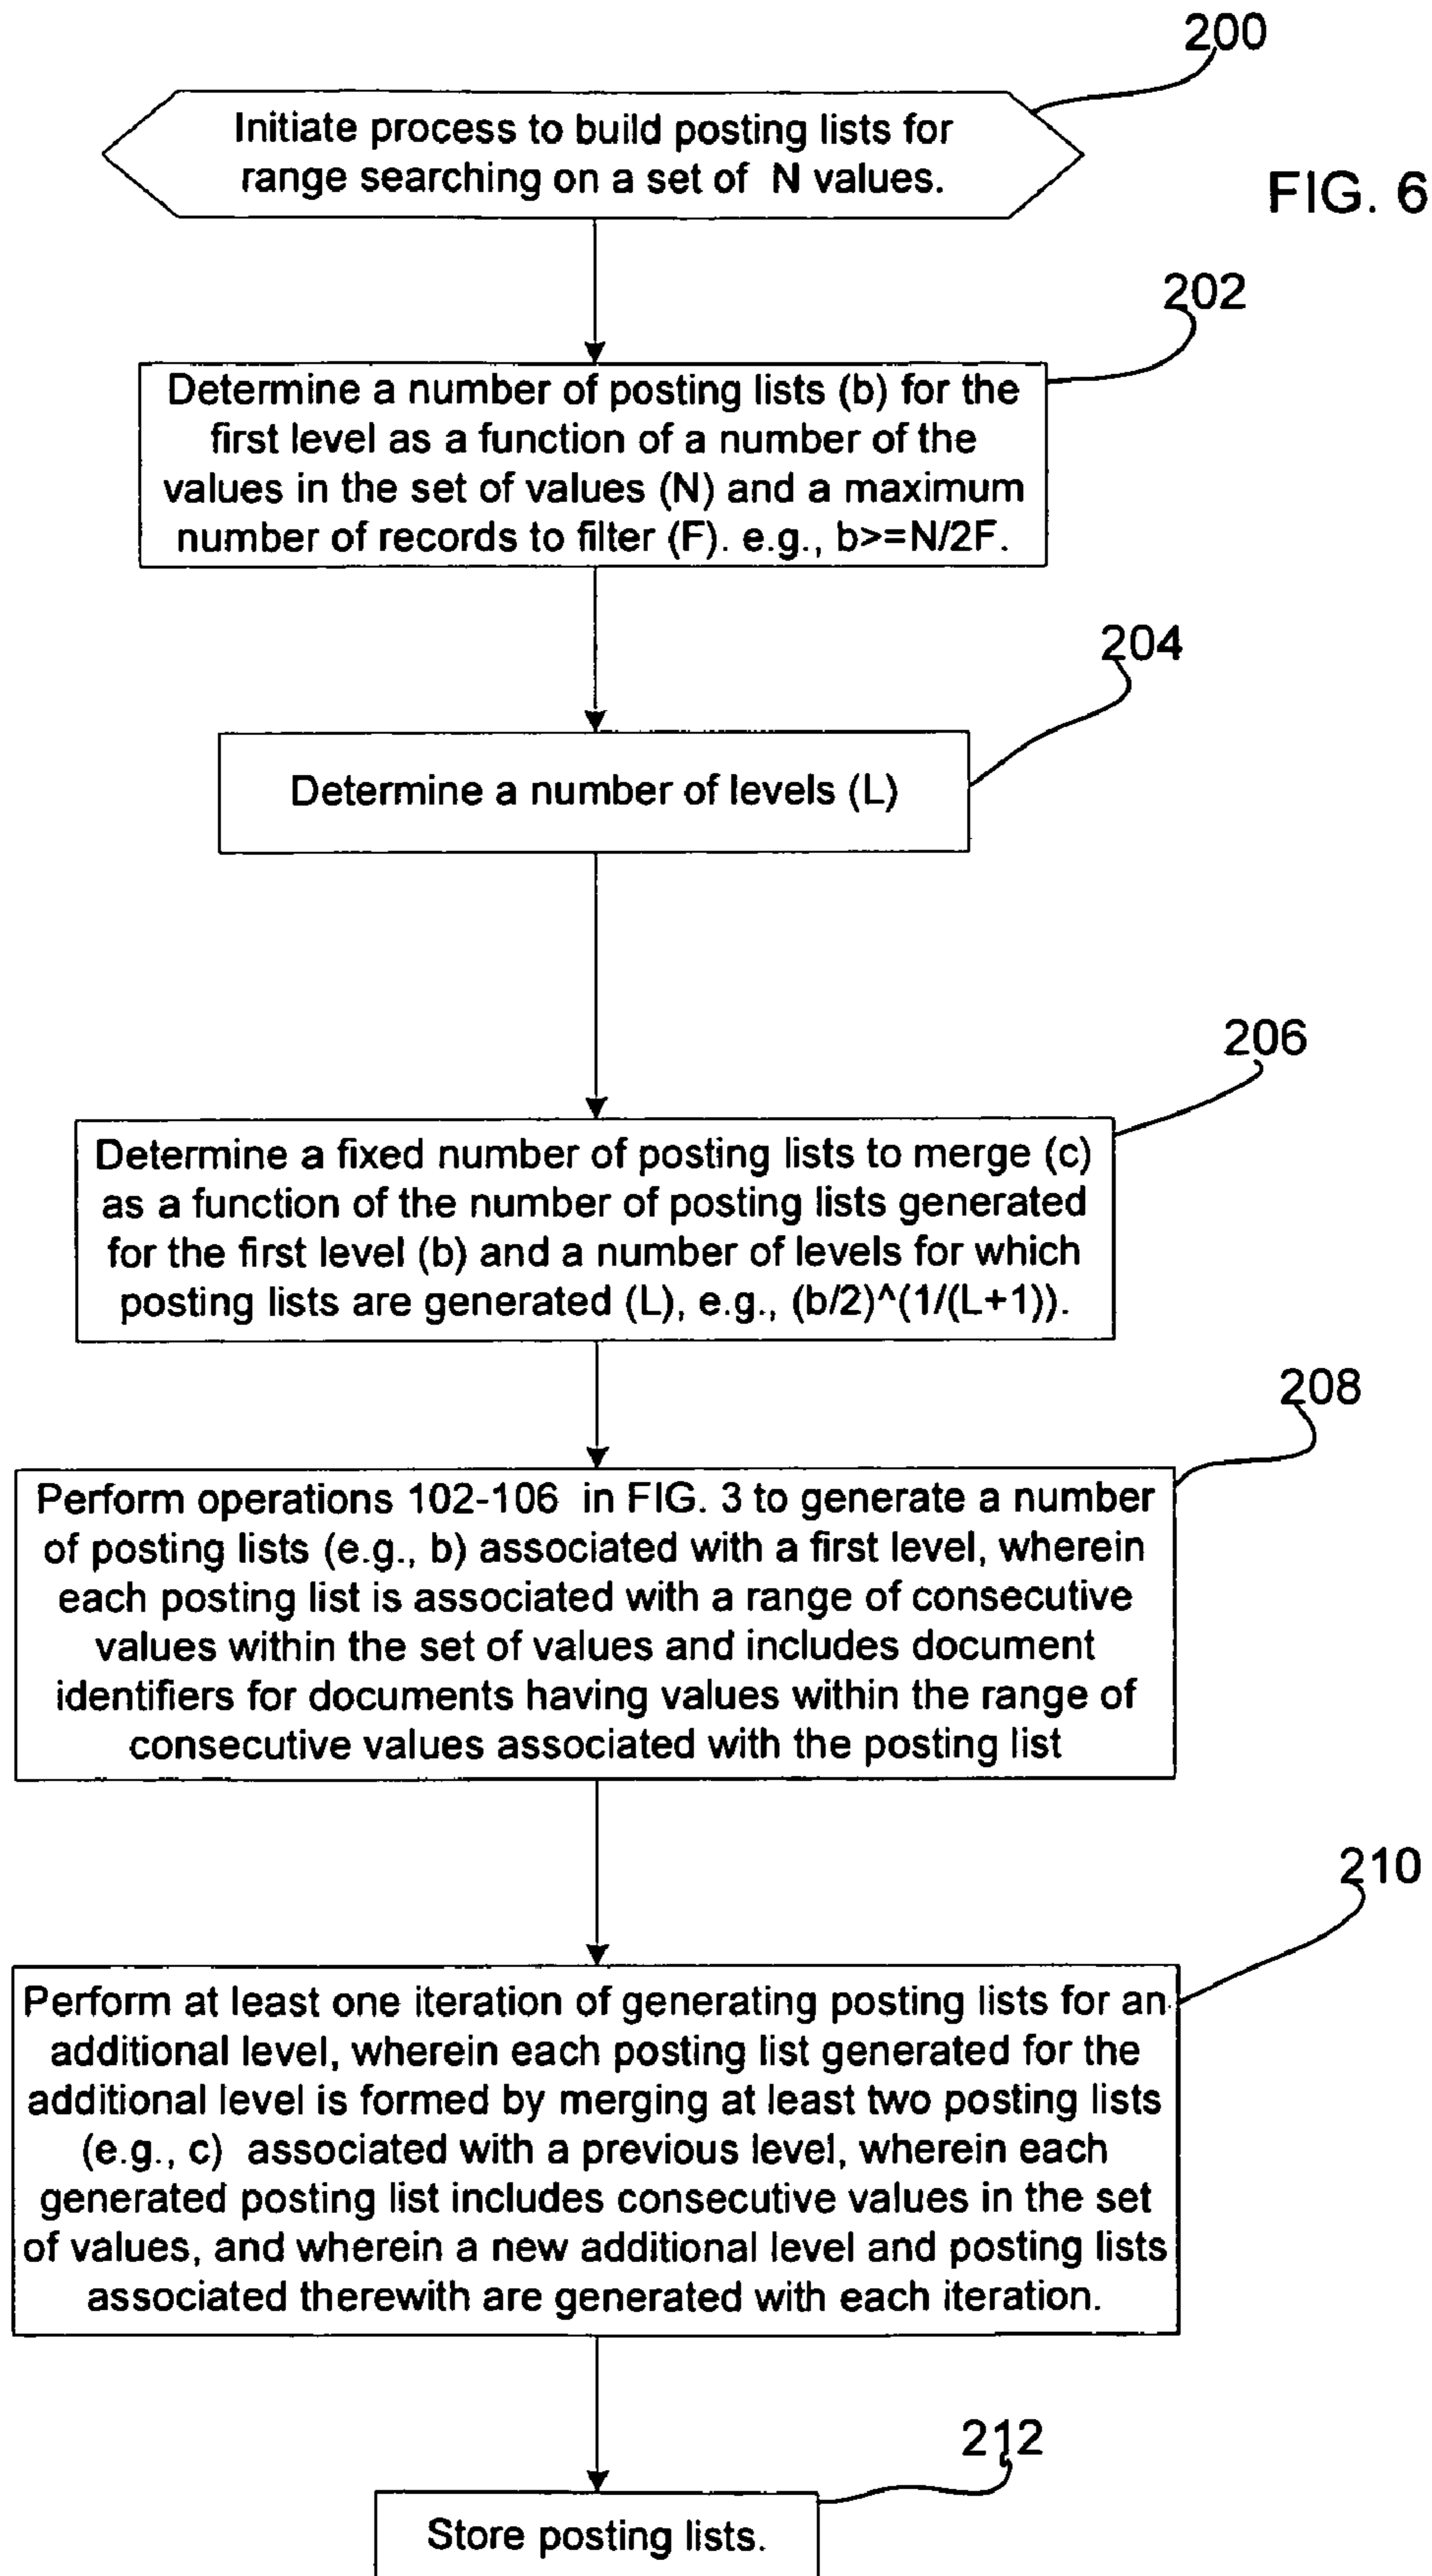 200
Initiate process to build posting lists for
range searching on a set of N values.
FIG. 6
202
Determine a number of posting lists (b) for the
first level as a function of a number of the
values in the set of values (N) and a maximum
number of records to filter (F). e.g., b>=N/2F.
204
Determine a number of levels (L)
206
Determine a fixed number of posting lists to merge (c)
as a function of the number of posting lists generated
for the first level (b) and a number of levels for which
posting lists are generated (L), e.g., (b/2)^(1/(L+1)).
208
Perform operations 102-106 in FIG. 3 to generate a number
of posting lists (e.g., b) associated with a first level, wherein
each posting list is associated with a range of consecutive
values within the set of values and includes document
identifiers for documents having values within the range of
consecutive values associated with the posting list
210
Perform at least one iteration of generating posting lists for an
additional level, wherein each posting list generated for the
additional level is formed by merging at least two posting lists
(e.g., c) associated with a previous level, wherein each
generated posting list includes consecutive values in the set
of values, and wherein a new additional level and posting lists
associated therewith are generated with each iteration.
212
Store posting lists.